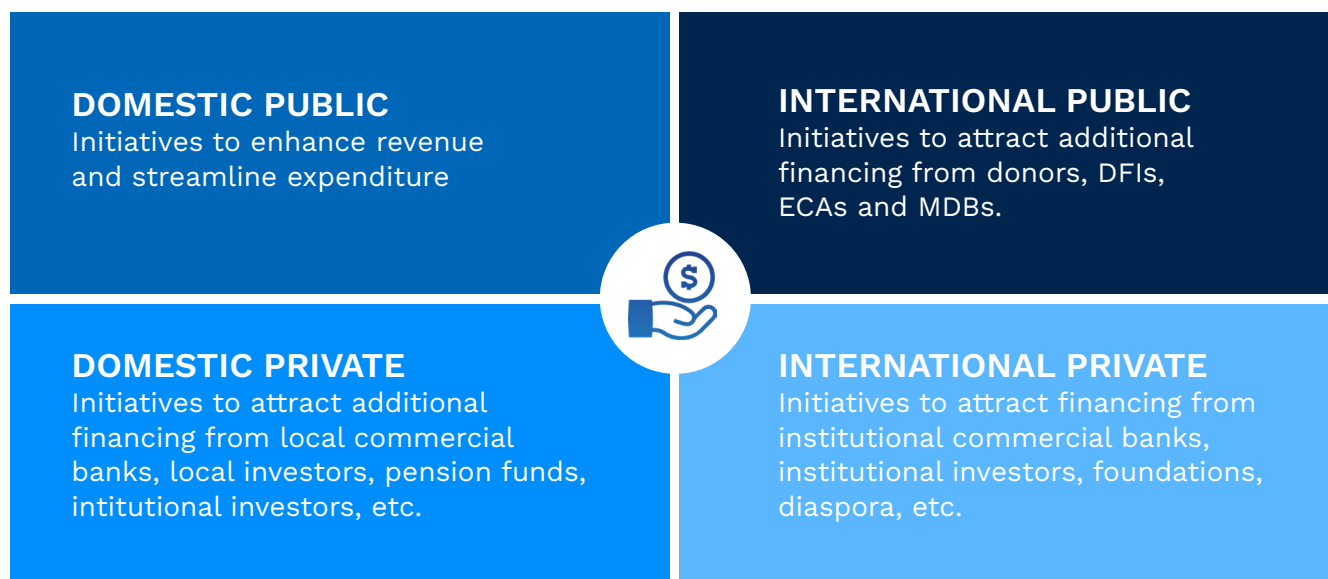 DOMESTIC PUBLIC
Initiatives to enhance revenue
and streamline expenditure
INTERNATIONAL PUBLIC
Initiatives to attract additional
financing from donors, DFIs,
ECAs and MDBs.
$
DOMESTIC PRIVATE
Initiatives to attract additional
financing from local commercial
banks, local investors, pension funds,
intitutional investors, etc.
INTERNATIONAL PRIVATE
Initiatives to attract financing from
institutional commercial banks,
institutional investors, foundations,
diaspora, etc.